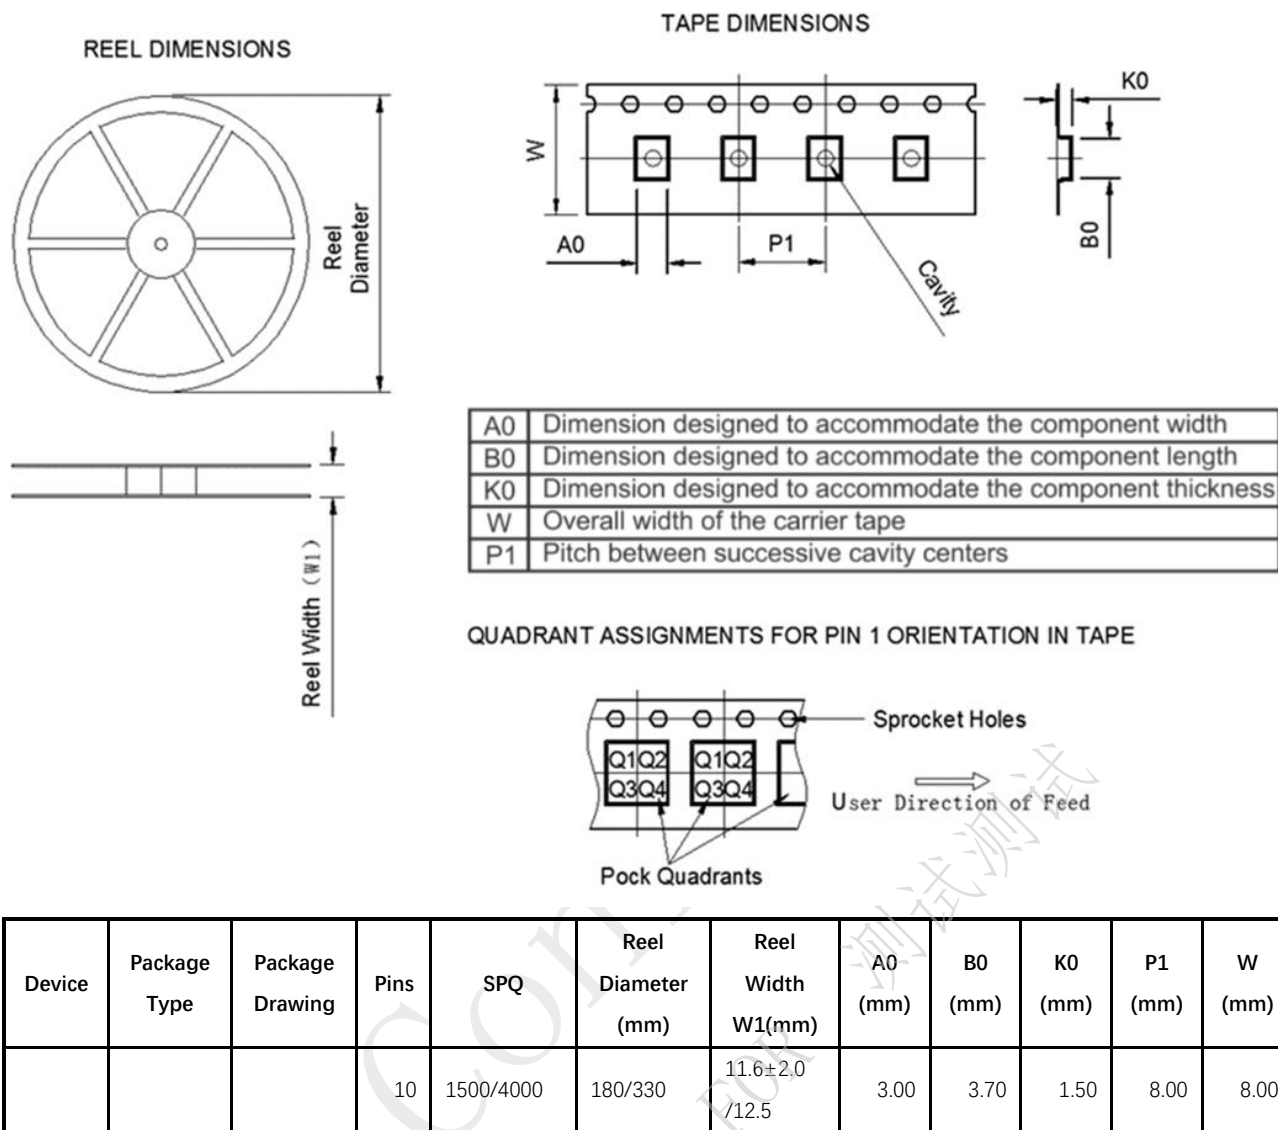 REEL DIMENSIONS
TAPE DIMENSIONS
Reel
Diameter
Reel Width（W1）
W
A0
P1
Cavity
K0
B0
A0 Dimension designed to accommodate the component width
B0 Dimension designed to accommodate the component length
K0 Dimension designed to accommodate the component thickness
W Overall width of the carrier tape
P1 Pitch between successive cavity centers
QUADRANT ASSIGNMENTS FOR PIN 1 ORIENTATION IN TAPE
Sprocket Holes
Q1 Q2 Q1 Q2
Q3 Q4 Q3 Q4
User Direction of Feed
Pock Quadrants
Device Package Type Package Drawing Pins SPQ Reel Diameter (mm) Reel Width W1(mm) A0 (mm) B0 (mm) K0 (mm) P1 (mm) W (mm)
10 1500/4000 180/330 11.6±2.0 /12.5 3.00 3.70 1.50 8.00 8.00
测试测试
FOR